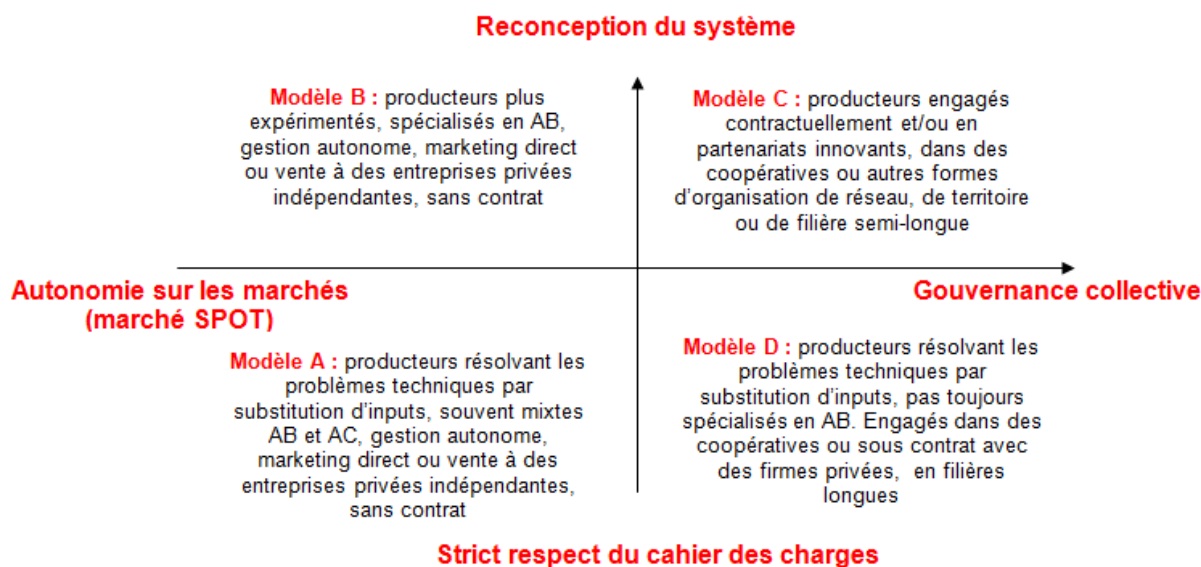 Reconception du système
Modèle B : producteurs plus
expérimentés, spécialisés en AB,
gestion autonome, marketing direct
ou vente à des entreprises privées
indépendantes, sans contrat
Modèle C : producteurs engagés
contractuellement et/ou en
partenariats innovants, dans des
coopératives ou autres formes
d'organisation de réseau, de territoire
ou de filière semi-longue
Autonomie sur les marchés
(marché SPOT)
Gouvernance collective
Modèle A : producteurs résolvant les
problèmes techniques par
substitution d'inputs, souvent mixtes
AB et AC, gestion autonome,
marketing direct ou vente à des
entreprises privées indépendantes,
sans contrat
Modèle D : producteurs résolvant les
problèmes techniques par
substitution d'inputs, pas toujours
spécialisés en AB. Engagés dans des
coopératives ou sous contrat avec
des firmes privées, en filières
longues
Strict respect du cahier des charges